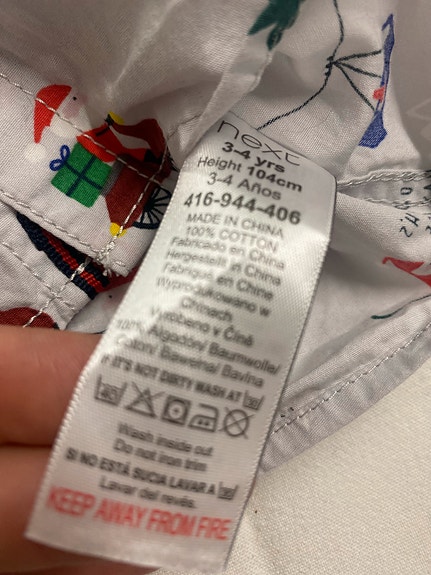 next
3-4 yrs
Height 104cm
3-4 Años
416-944-406
MADE IN CHINA
100% COTTON
Fabricado en China
Hergestellt in China
Fabriqué en Chine
Wyprodukowano w
Chinach
Vyrobeno v Číně
100% Algodón/ Baumwolle/
Coton/ Bawełna/ Bavlna
IF IT'S NOT DIRTY WASH AT 30
40
Wash inside out
Do not iron trim
SI NO ESTÁ SUCIA LAVAR A 30
Lavar del revés.
KEEP AWAY FROM FIRE